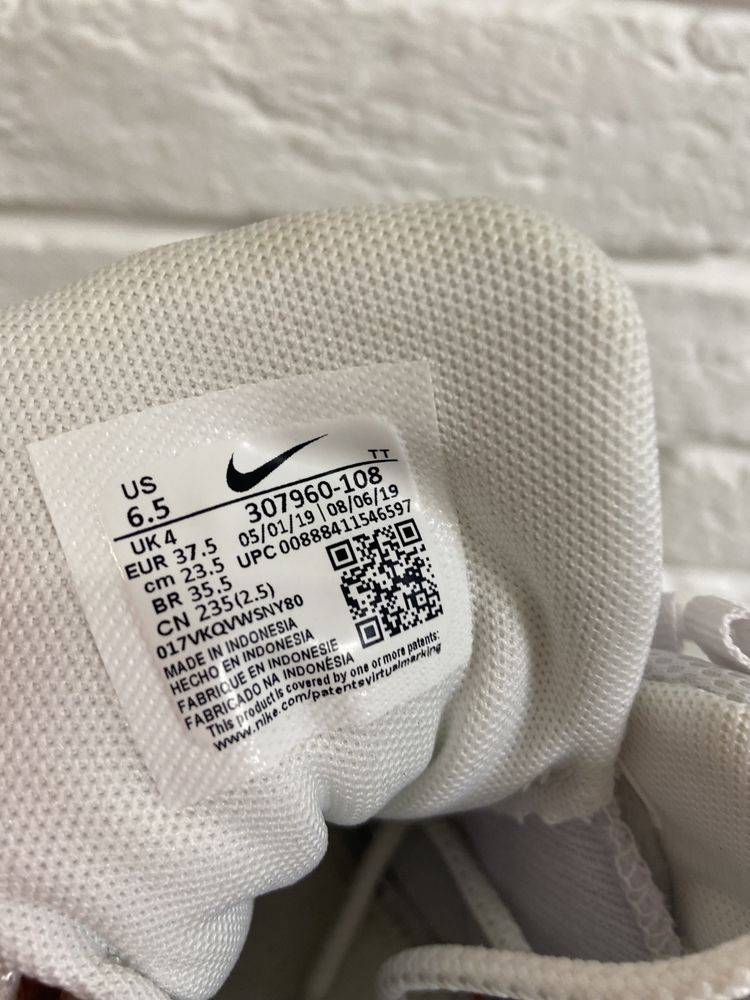 US
6.5
TT
307960-108
05/01/19 | 08/06/19
UPC 00888411546597
UK 4
EUR 37.5
cm 23.5
BR 35.5
CN 235(2.5)
017VKQVWSNY80
MADE IN INDONESIA
HECHO EN INDONESIA
FABRIQUE EN INDONESIE
FABRICADO NA INDONÉSIA
This product is covered by one or more patents:
www.nike.com/patentsvirtualmarking